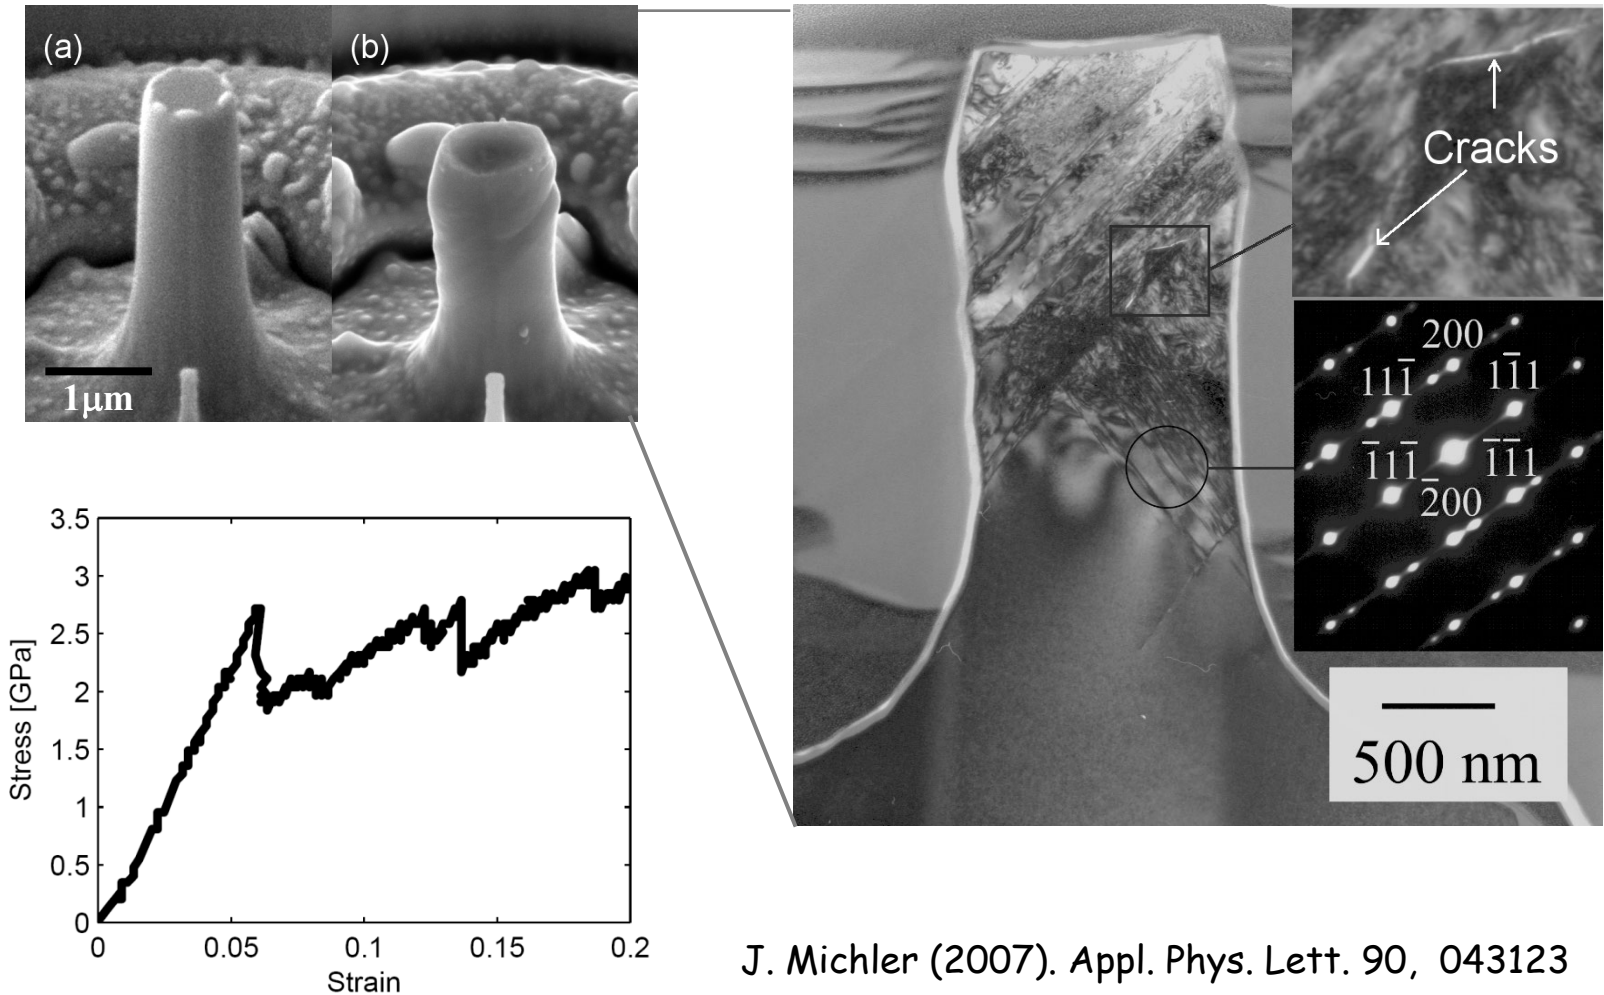 (a)
(b)
1μm
Cracks
200
111̄
11̄1
1̄11̄
1̄1̄1
2̄00
500 nm
3.5
3
2.5
2
1.5
1
0.5
0
Stress [GPa]
0
0.05
0.1
0.15
0.2
Strain
J. Michler (2007). Appl. Phys. Lett. 90, 043123